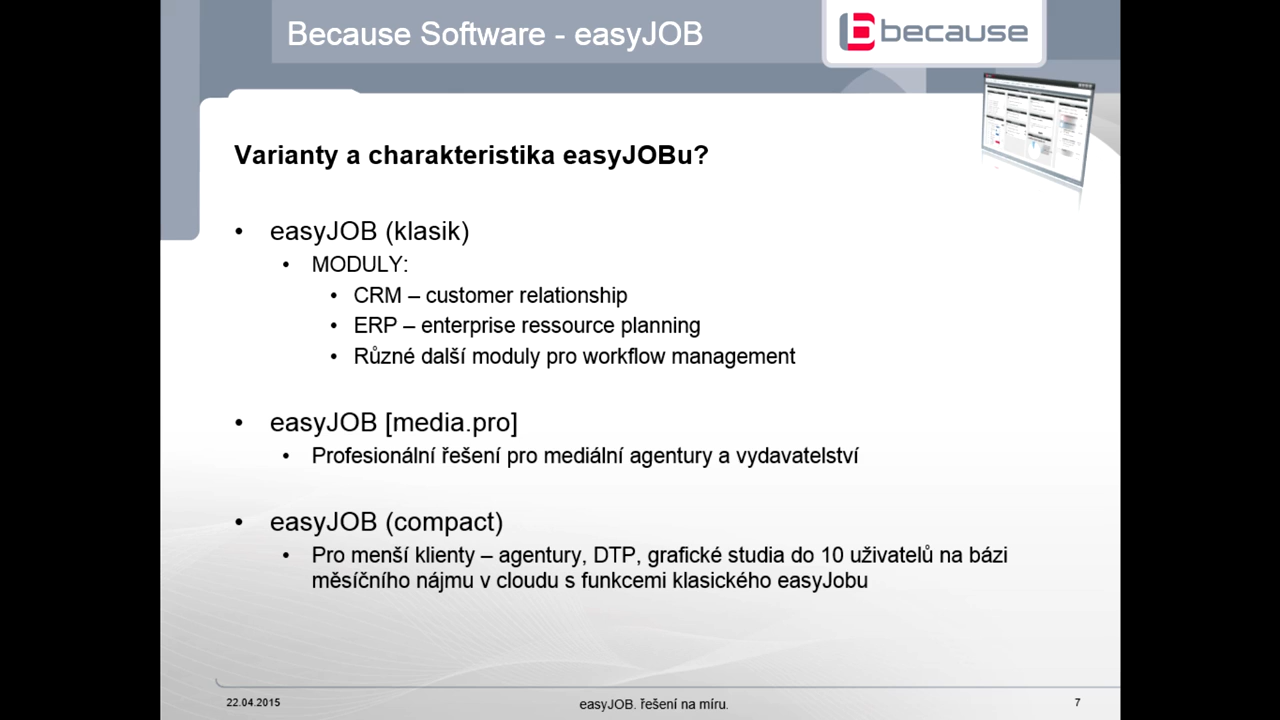 Because Software - easyJOB
because
Varianty a charakteristika easyJOBu?
• easyJOB (klasik)
• MODULY:
• CRM – customer relationship
• ERP – enterprise ressource planning
• Různé další moduly pro workflow management
• easyJOB [media.pro]
• Profesionální řešení pro mediální agentury a vydavatelství
• easyJOB (compact)
• Pro menší klienty – agentury, DTP, grafické studia do 10 uživatelů na bázi
měsíčního nájmu v cloudu s funkcemi klasického easyJobu
22.04.2015
easyJOB. řešení na míru.
7